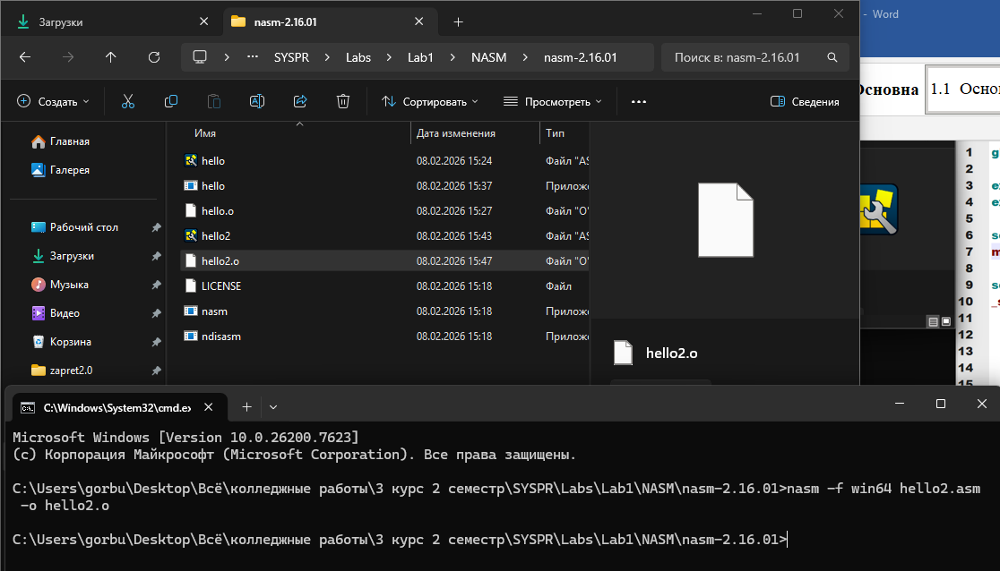 Загрузки
nasm-2.16.01
- Word
SYSPR Labs Lab1 NASM nasm-2.16.01
Поиск в: nasm-2.16.01
Создать
Сортировать
Просмотреть
Сведения
1.1 Осно
Главная
Галерея
Рабочий стол
Загрузки
Музыка
Видео
Корзина
zapret2.0
Имя Дата изменения Тип
hello 08.02.2026 15:24 Файл "AS
hello 08.02.2026 15:37 Прилож
hello.o 08.02.2026 15:27 Файл "O"
hello2 08.02.2026 15:43 Файл "AS
hello2.o 08.02.2026 15:47 Файл "O"
LICENSE 08.02.2026 15:18 Файл
nasm 08.02.2026 15:18 Прилож
ndisasm 08.02.2026 15:18 Прилож
hello2.o
1 g
2
3 e
4 e
5
6 s
7 m
8
9 s
10 _s
11
12
13
14
15
C:\Windows\System32\cmd.ex
Microsoft Windows [Version 10.0.26200.7623]
(c) Корпорация Майкрософт (Microsoft Corporation). Все права защищены.
C:\Users\gorbu\Desktop\Всё\колледжные работы\3 курс 2 семестр\SYSPR\Labs\Lab1\NASM\nasm-2.16.01>nasm -f win64 hello2.asm
-o hello2.o
C:\Users\gorbu\Desktop\Всё\колледжные работы\3 курс 2 семестр\SYSPR\Labs\Lab1\NASM\nasm-2.16.01>